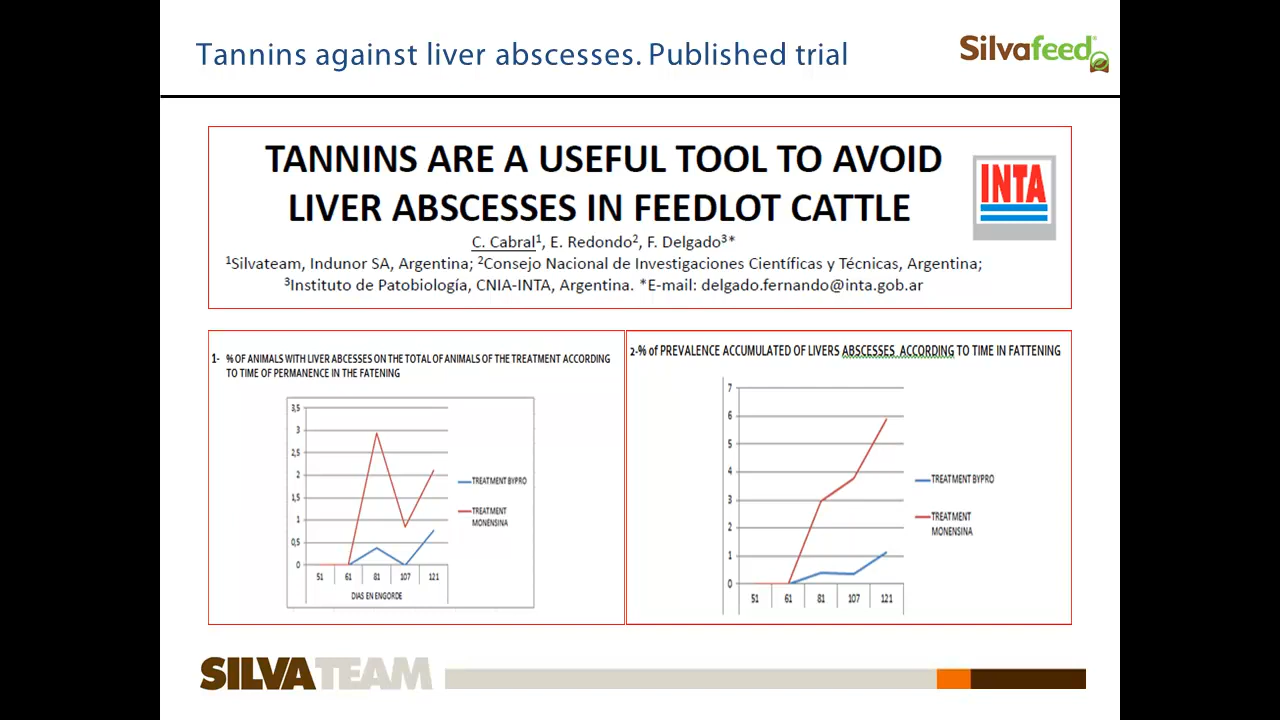 Tannins against liver abscesses. Published trial
Silvafeed®
TANNINS ARE A USEFUL TOOL TO AVOID
LIVER ABSCESSES IN FEEDLOT CATTLE
INTA
C. Cabral¹, E. Redondo², F. Delgado³*
¹Silvateam, Indunor SA, Argentina; ²Consejo Nacional de Investigaciones Científicas y Técnicas, Argentina;
³Instituto de Patobiología, CNIA-INTA, Argentina. *E-mail: delgado.fernando@inta.gob.ar
1- % OF ANIMALS WITH LIVER ABCESSES ON THE TOTAL OF ANIMALS OF THE TREATMENT ACCORDING
TO TIME OF PERMANENCE IN THE FATENING
3,5
3
2,5
2
1,5
1
0,5
0
51 61 81 107 121
DIAS EN ENGORDE
TREATMENT BYPRO
TREATMENT
MONENSINA
2-% of PREVALENCE ACCUMULATED OF LIVERS ABSCESSES ACCORDING TO TIME IN FATTENING
7
6
5
4
3
2
1
0
51 61 81 107 121
TREATMENT BYPRO
TREATMENT
MONENSINA
SILVATEAM